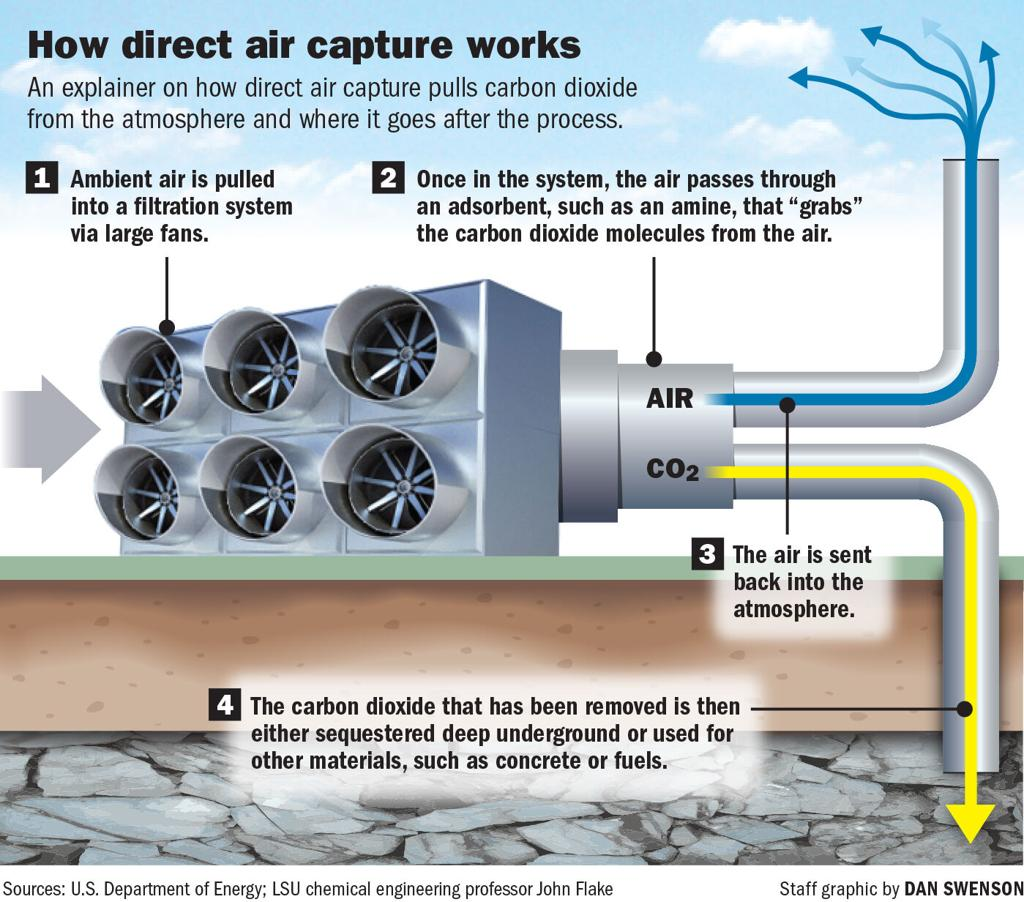 How direct air capture works
An explainer on how direct air capture pulls carbon dioxide
from the atmosphere and where it goes after the process.
1 Ambient air is pulled
into a filtration system
via large fans.
2 Once in the system, the air passes through
an adsorbent, such as an amine, that “grabs”
the carbon dioxide molecules from the air.
AIR
CO₂
3 The air is sent
back into the
atmosphere.
4 The carbon dioxide that has been removed is then
either sequestered deep underground or used for
other materials, such as concrete or fuels.
Sources: U.S. Department of Energy; LSU chemical engineering professor John Flake
Staff graphic by DAN SWENSON